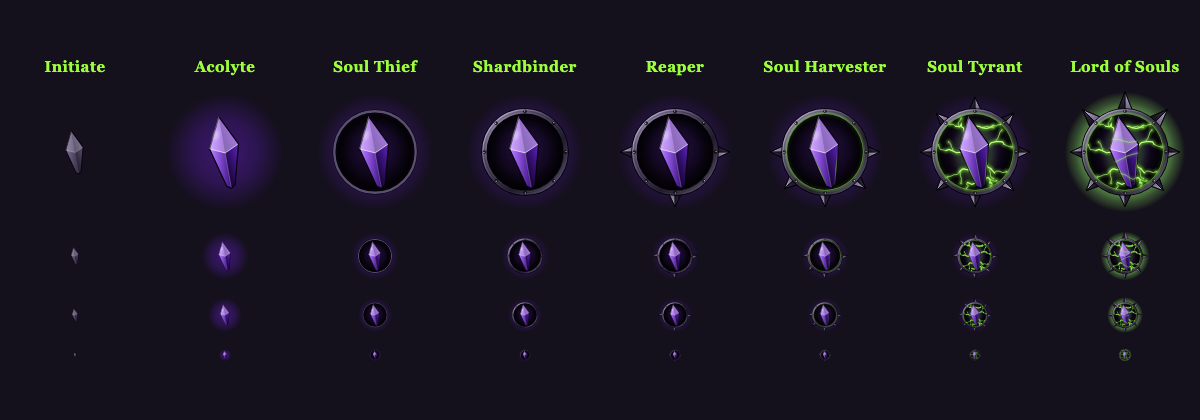 Initiate
Acolyte
Soul Thief
Shardbinder
Reaper
Soul Harvester
Soul Tyrant
Lord of Souls